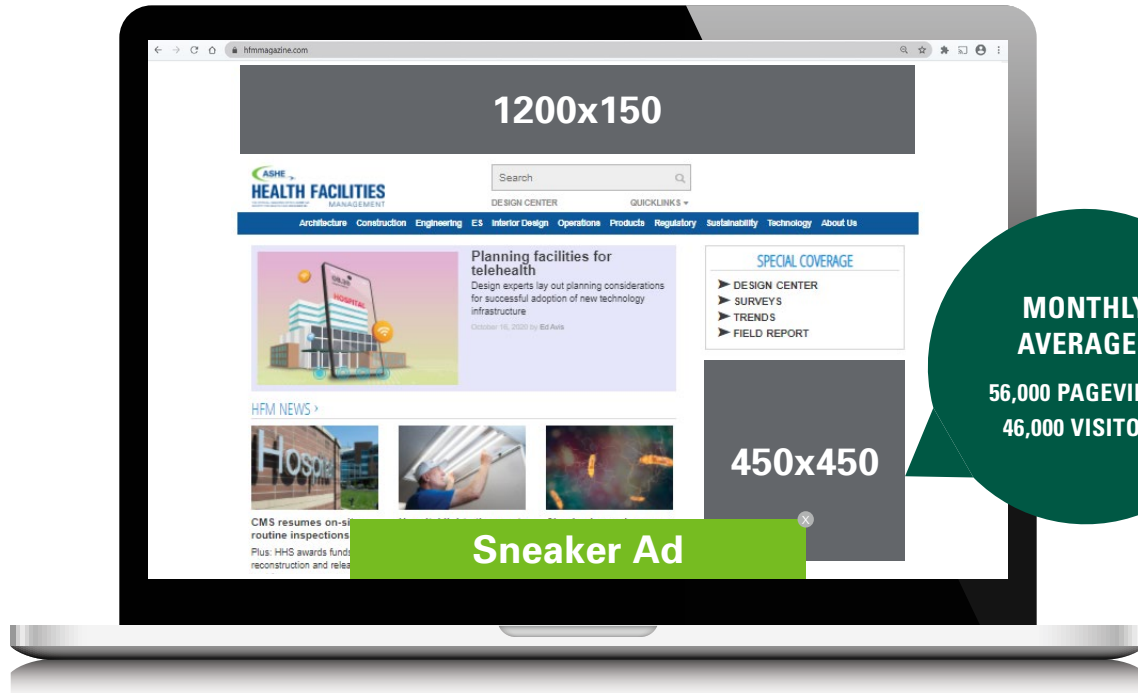 hfmmagazine.com
1200x150
ASHE
HEALTH FACILITIES
MANAGEMENT
Search
DESIGN CENTER QUICKLINKS
Architecture Construction Engineering ES Interior Design Operations Products Regulatory Sustainability Technology About Us
Planning facilities for
telehealth
Design experts lay out planning considerations
for successful adoption of new technology
infrastructure
October 16, 2020 by Ed Avis
HOSPITAL
SPECIAL COVERAGE
➤ DESIGN CENTER
➤ SURVEYS
➤ TRENDS
➤ FIELD REPORT
MONTHLY
AVERAGE
56,000 PAGEVI
46,000 VISITO
HFM NEWS >
HOSPI
450x450
CMS resumes on-si
routine inspections
Plus: HHS awards funds
reconstruction and relea
X
Sneaker Ad